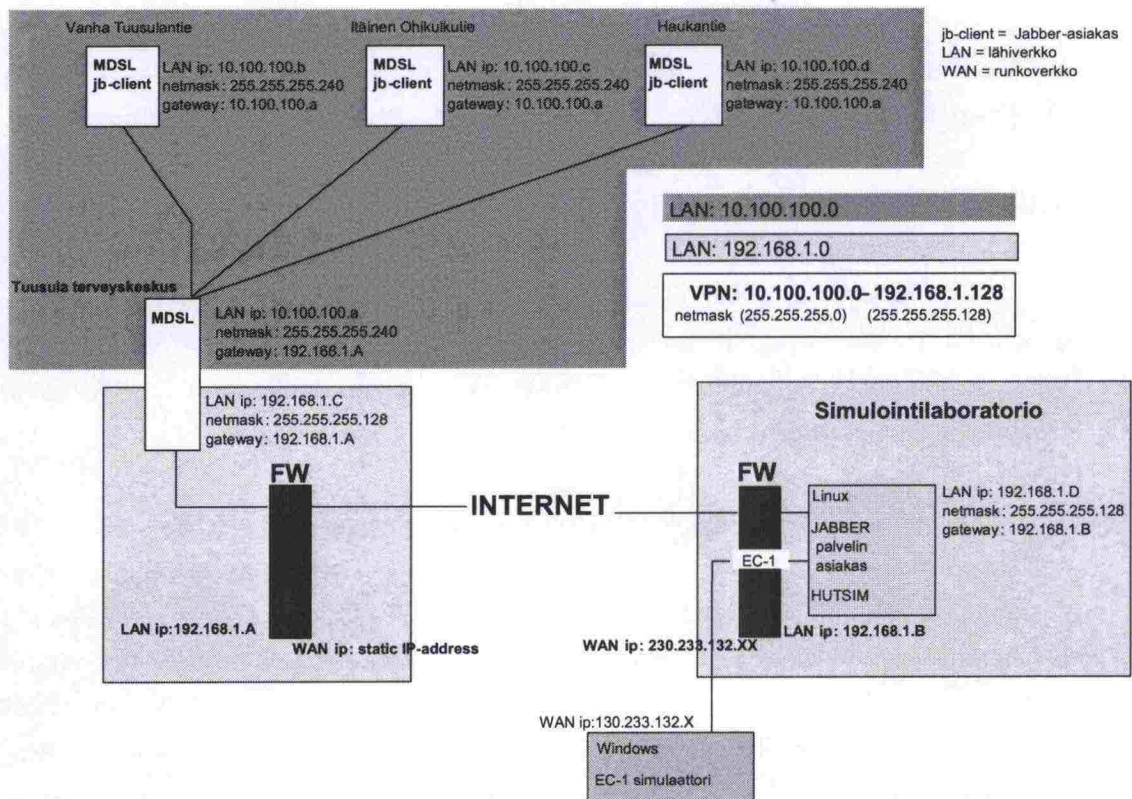 Vanha Tuusulantie
Itäinen Ohikulkutie
Haukantie
jb-client = Jabber-asiakas
LAN = lähiverkko
WAN = runkoverkko
MDSL
jb-client
LAN ip: 10.100.100.b
netmask: 255.255.255.240
gateway: 10.100.100.a
MDSL
jb-client
LAN ip: 10.100.100.c
netmask: 255.255.255.240
gateway: 10.100.100.a
MDSL
jb-client
LAN ip: 10.100.100.d
netmask: 255.255.255.240
gateway: 10.100.100.a
LAN: 10.100.100.0
LAN: 192.168.1.0
VPN: 10.100.100.0– 192.168.1.128
netmask (255.255.255.0) (255.255.255.128)
Tuusula terveyskeskus
MDSL
LAN ip: 10.100.100.a
netmask: 255.255.255.240
gateway: 192.168.1.A
LAN ip: 192.168.1.C
netmask: 255.255.255.128
gateway: 192.168.1.A
FW
LAN ip:192.168.1.A
WAN ip: static IP-address
INTERNET
Simulointilaboratorio
FW
EC-1
Linux
JABBER
palvelin
asiakas
HUTSIM
LAN ip: 192.168.1.D
netmask: 255.255.255.128
gateway: 192.168.1.B
LAN ip: 192.168.1.B
WAN ip: 230.233.132.XX
WAN ip:130.233.132.X
Windows
EC-1 simulaattori